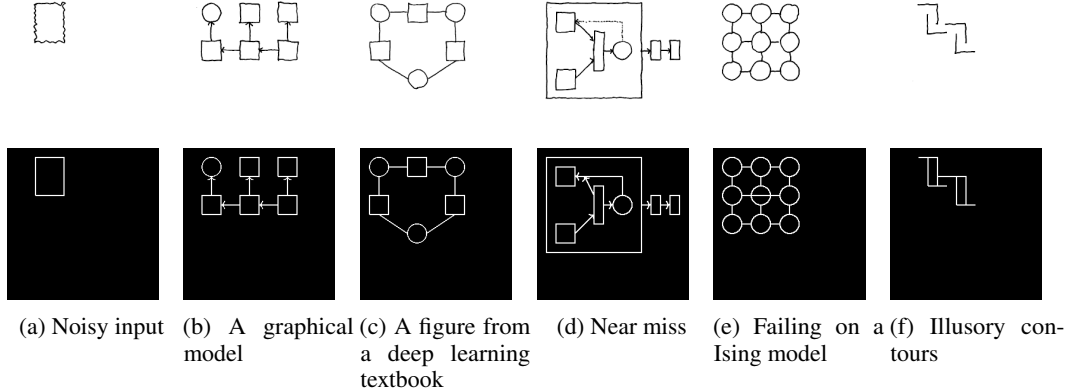 (a) Noisy input
(b) A graphical
model
(c) A figure from
a deep learning
textbook
(d) Near miss
(e) Failing on a
Ising model
(f) Illusory con-
tours